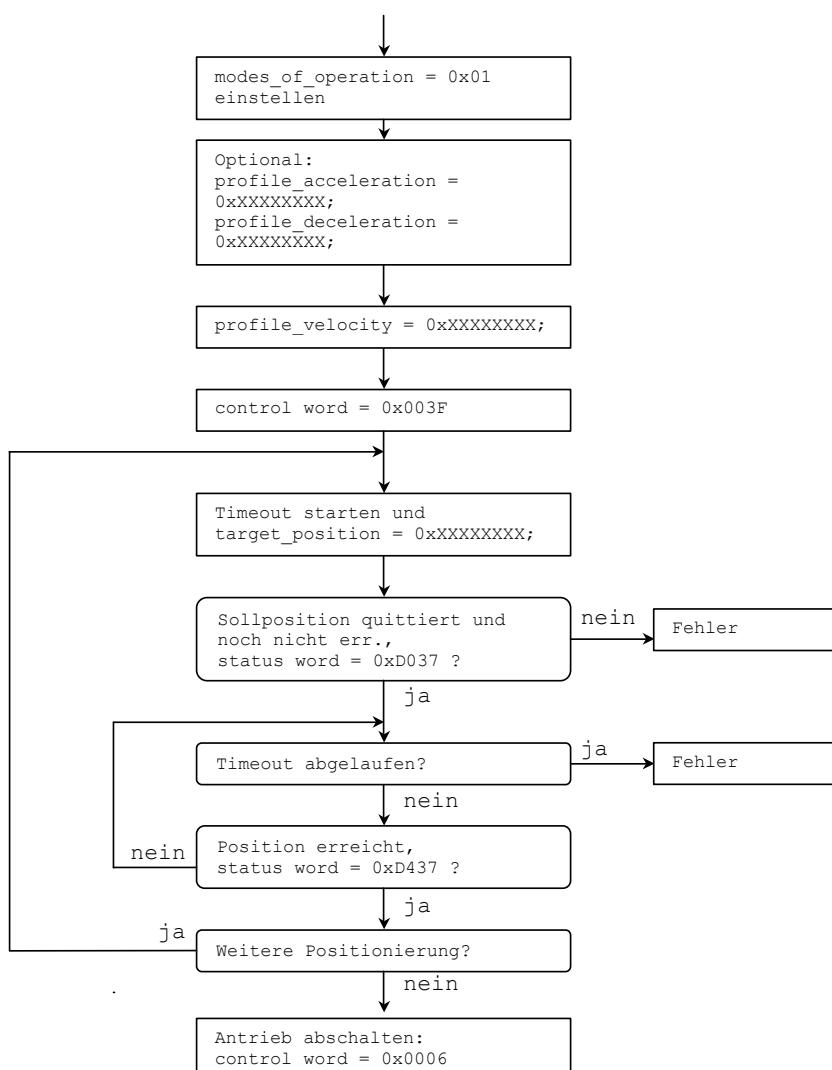 modes_of_operation = 0x01
einstellen
Optional:
profile_acceleration =
0xXXXXXXXX;
profile_deceleration =
0xXXXXXXXX;
profile_velocity = 0xXXXXXXXX;
control word = 0x003F
Timeout starten und
target_position = 0xXXXXXXXX;
Sollposition quittiert und
noch nicht err.,
status word = 0xD037 ?
nein
Fehler
ja
Timeout abgelaufen?
ja
Fehler
nein
Position erreicht,
status word = 0xD437 ?
nein
ja
Weitere Positionierung?
ja
nein
Antrieb abschalten:
control word = 0x0006